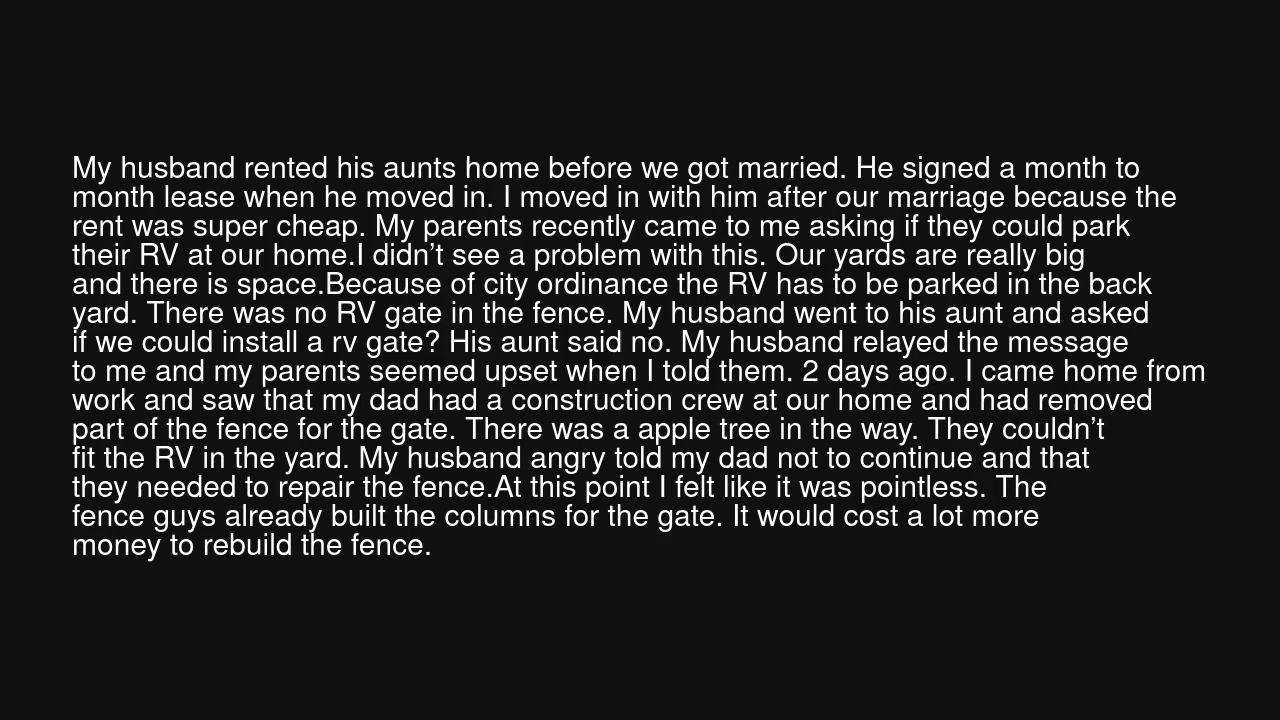 My husband rented his aunts home before we got married. He signed a month to
month lease when he moved in. I moved in with him after our marriage because the
rent was super cheap. My parents recently came to me asking if they could park
their RV at our home.I didn’t see a problem with this. Our yards are really big
and there is space.Because of city ordinance the RV has to be parked in the back
yard. There was no RV gate in the fence. My husband went to his aunt and asked
if we could install a rv gate? His aunt said no. My husband relayed the message
to me and my parents seemed upset when I told them. 2 days ago. I came home from
work and saw that my dad had a construction crew at our home and had removed
part of the fence for the gate. There was a apple tree in the way. They couldn’t
fit the RV in the yard. My husband angry told my dad not to continue and that
they needed to repair the fence.At this point I felt like it was pointless. The
fence guys already built the columns for the gate. It would cost a lot more
money to rebuild the fence.